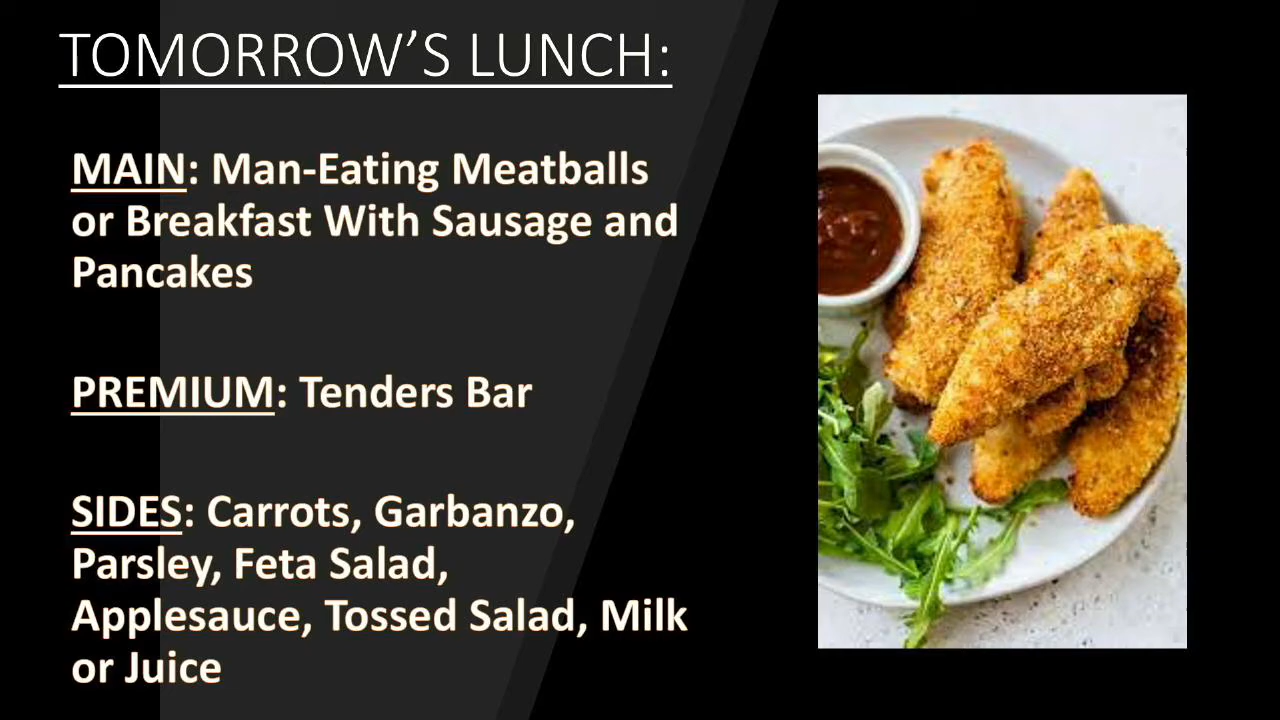 TOMORROW’S LUNCH:
MAIN: Man-Eating Meatballs
or Breakfast With Sausage and
Pancakes
PREMIUM: Tenders Bar
SIDES: Carrots, Garbanzo,
Parsley, Feta Salad,
Applesauce, Tossed Salad, Milk
or Juice